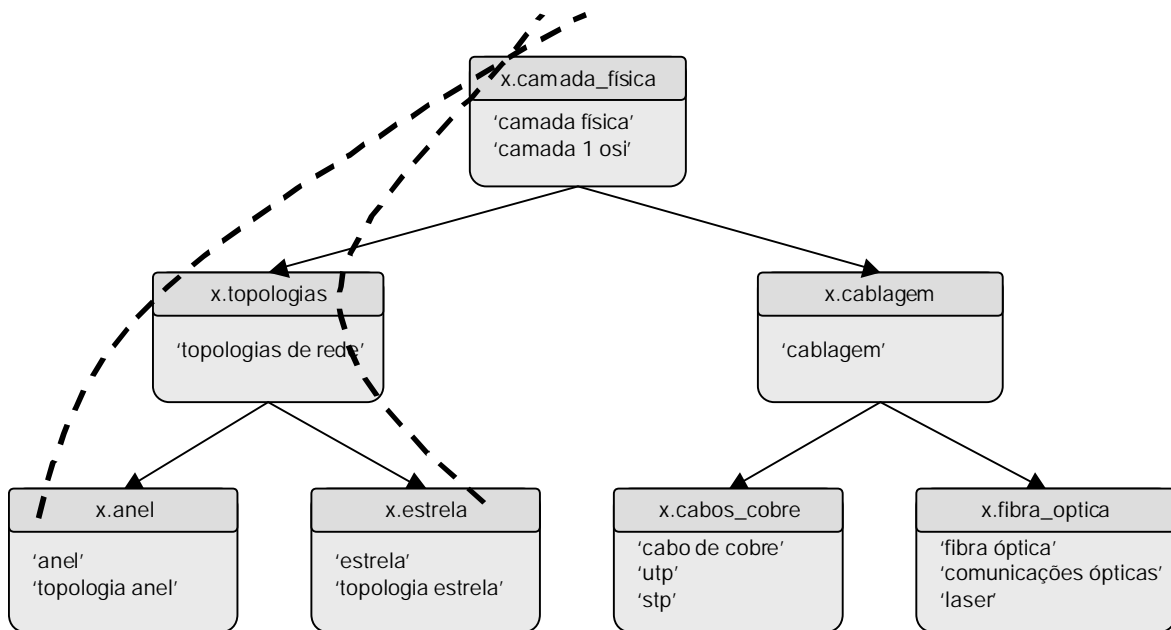 x.camada_física
‘camada física’
‘camada 1 osi’
x.topologias
‘topologias de rede’
x.cablagem
‘cablagem’
x.anel
‘anel’
‘topologia anel’
x.estrela
‘estrela’
‘topologia estrela’
x.cabos_cobre
‘cabo de cobre’
‘utp’
‘stp’
x.fibra_optica
‘fibra óptica’
‘comunicações ópticas’
‘laser’